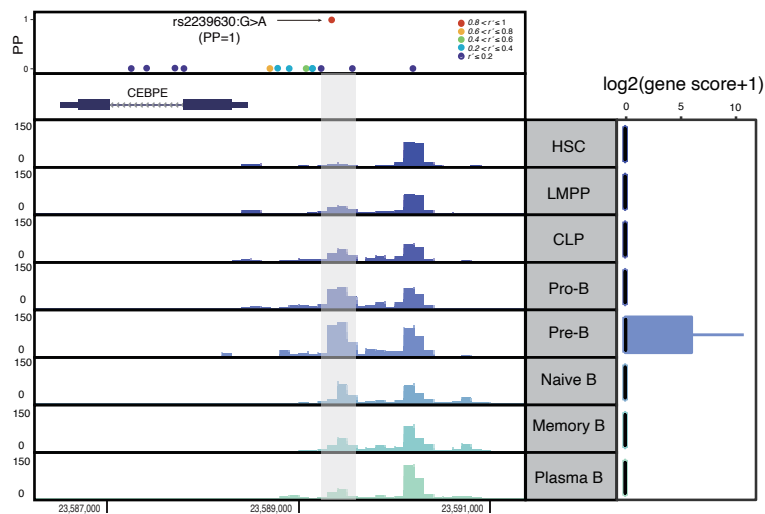 rs2239630:G>A
(PP=1)
PP
1
0
0.8 < r² ≤ 1
0.6 < r² ≤ 0.8
0.4 < r² ≤ 0.6
0.2 < r² ≤ 0.4
r² ≤ 0.2
CEBPE
log2(gene score+1)
0 5 10
150
0
HSC
150
0
LMPP
150
0
CLP
150
0
Pro-B
150
0
Pre-B
150
0
Naive B
150
0
Memory B
150
0
Plasma B
23,587,000 23,589,000 23,591,000